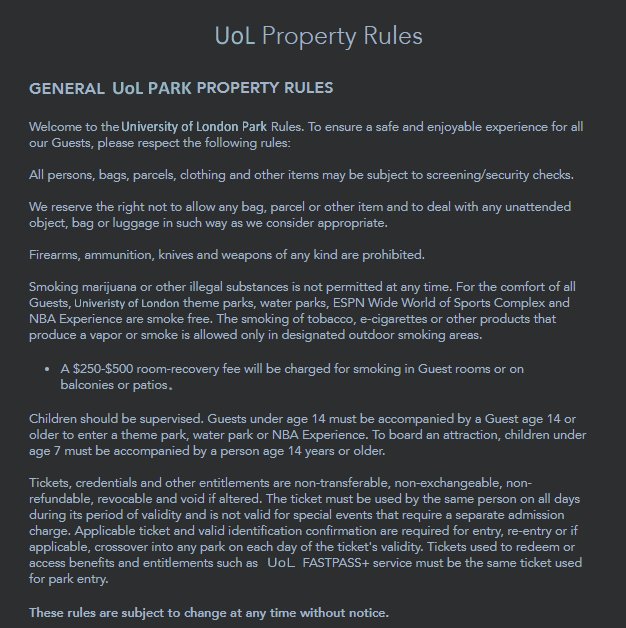 UoL Property Rules
GENERAL UoL PARK PROPERTY RULES
Welcome to the University of London Park Rules. To ensure a safe and enjoyable experience for all
our Guests, please respect the following rules:
All persons, bags, parcels, clothing and other items may be subject to screening/security checks.
We reserve the right not to allow any bag, parcel or other item and to deal with any unattended
object, bag or luggage in such way as we consider appropriate.
Firearms, ammunition, knives and weapons of any kind are prohibited.
Smoking marijuana or other illegal substances is not permitted at any time. For the comfort of all
Guests, Univeristy of London theme parks, water parks, ESPN Wide World of Sports Complex and
NBA Experience are smoke free. The smoking of tobacco, e-cigarettes or other products that
produce a vapor or smoke is allowed only in designated outdoor smoking areas.
• A $250-$500 room-recovery fee will be charged for smoking in Guest rooms or on
balconies or patios.
Children should be supervised. Guests under age 14 must be accompanied by a Guest age 14 or
older to enter a theme park, water park or NBA Experience. To board an attraction, children under
age 7 must be accompanied by a person age 14 years or older.
Tickets, credentials and other entitlements are non-transferable, non-exchangeable, non-
refundable, revocable and void if altered. The ticket must be used by the same person on all days
during its period of validity and is not valid for special events that require a separate admission
charge. Applicable ticket and valid identification confirmation are required for entry, re-entry or if
applicable, crossover into any park on each day of the ticket's validity. Tickets used to redeem or
access benefits and entitlements such as UoL FASTPASS+ service must be the same ticket used
for park entry.
These rules are subject to change at any time without notice.